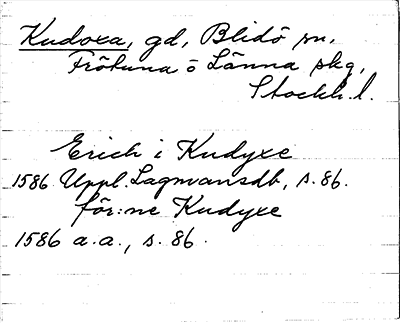 Kudoxa, gd, Blidö sn,
Frötuna o Länna skg,
Stockh. l.
Erich i Kudyxe
1586 Uppl. Lagmansdb, s. 86.
för:ne Kudyxe
1586 a.a., s. 86.